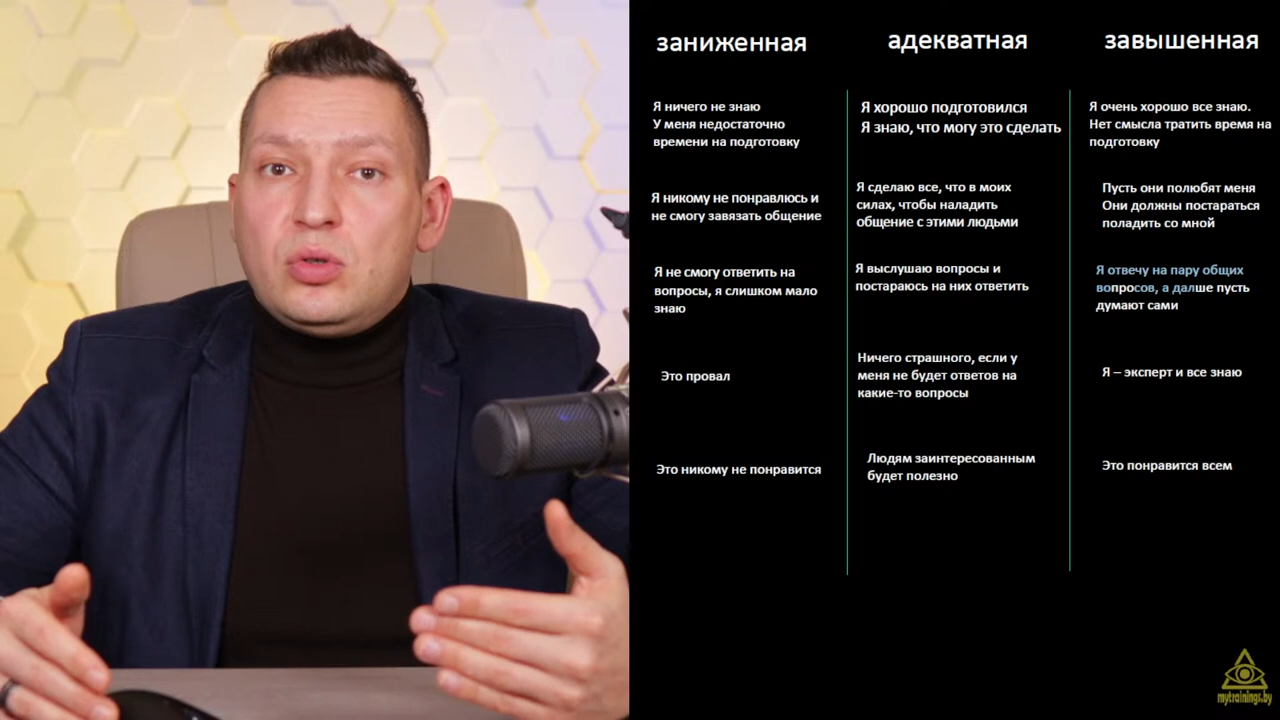 заниженная
адекватная
завышенная
Я ничего не знаю
У меня недостаточно
времени на подготовку
Я хорошо подготовился
Я знаю, что могу это сделать
Я очень хорошо все знаю.
Нет смысла тратить время на
подготовку
Я никому не понравлюсь и
не смогу завязать общение
Я сделаю все, что в моих
силах, чтобы наладить
общение с этими людьми
Пусть они полюбят меня
Они должны постараться
поладить со мной
Я не смогу ответить на
вопросы, я слишком мало
знаю
Я выслушаю вопросы и
постараюсь на них ответить
Я отвечу на пару общих
вопросов, а далше пусть
думают сами
Это провал
Ничего страшного, если у
меня не будет ответов на
какие-то вопросы
Я – эксперт и все знаю
Это никому не понравится
Людям заинтересованным
будет полезно
Это понравится всем
mytrainings.by